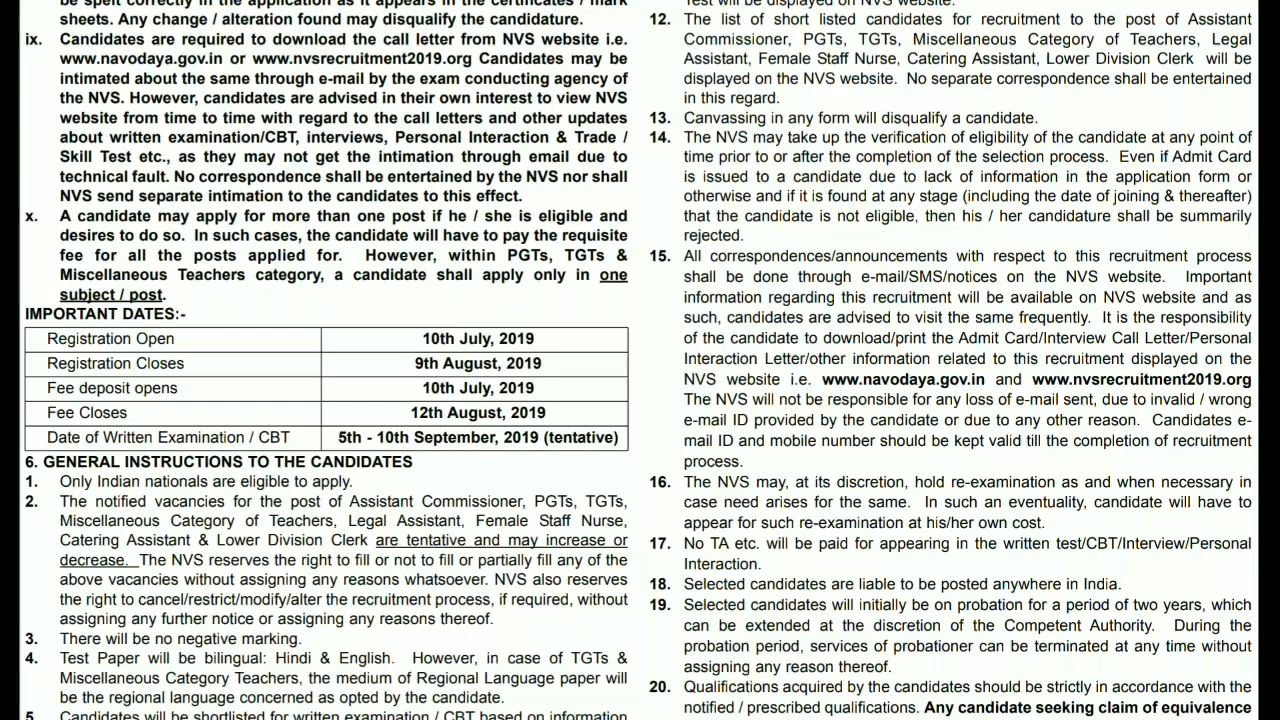 be spelt correctly in the application as it appears in the certificates / mark
sheets. Any change / alteration found may disqualify the candidature.
ix. Candidates are required to download the call letter from NVS website i.e.
www.navodaya.gov.in or www.nvsrecruitment2019.org Candidates may be
intimated about the same through e-mail by the exam conducting agency of
the NVS. However, candidates are advised in their own interest to view NVS
website from time to time with regard to the call letters and other updates
about written examination/CBT, interviews, Personal Interaction & Trade /
Skill Test etc., as they may not get the intimation through email due to
technical fault. No correspondence shall be entertained by the NVS nor shall
NVS send separate intimation to the candidates to this effect.
x. A candidate may apply for more than one post if he / she is eligible and
desires to do so. In such cases, the candidate will have to pay the requisite
fee for all the posts applied for. However, within PGTs, TGTs &
Miscellaneous Teachers category, a candidate shall apply only in one
subject / post.
IMPORTANT DATES:-
Registration Open 10th July, 2019
Registration Closes 9th August, 2019
Fee deposit opens 10th July, 2019
Fee Closes 12th August, 2019
Date of Written Examination / CBT 5th - 10th September, 2019 (tentative)
6. GENERAL INSTRUCTIONS TO THE CANDIDATES
1. Only Indian nationals are eligible to apply.
2. The notified vacancies for the post of Assistant Commissioner, PGTs, TGTs,
Miscellaneous Category of Teachers, Legal Assistant, Female Staff Nurse,
Catering Assistant & Lower Division Clerk are tentative and may increase or
decrease. The NVS reserves the right to fill or not to fill or partially fill any of the
above vacancies without assigning any reasons whatsoever. NVS also reserves
the right to cancel/restrict/modify/alter the recruitment process, if required, without
assigning any further notice or assigning any reasons thereof.
3. There will be no negative marking.
4. Test Paper will be bilingual: Hindi & English. However, in case of TGTs &
Miscellaneous Category Teachers, the medium of Regional Language paper will
be the regional language concerned as opted by the candidate.
5. Candidates will be shortlisted for written examination / CBT based on information
Test will be displayed on NVS website.
12. The list of short listed candidates for recruitment to the post of Assistant
Commissioner, PGTs, TGTs, Miscellaneous Category of Teachers, Legal
Assistant, Female Staff Nurse, Catering Assistant, Lower Division Clerk will be
displayed on the NVS website. No separate correspondence shall be entertained
in this regard.
13. Canvassing in any form will disqualify a candidate.
14. The NVS may take up the verification of eligibility of the candidate at any point of
time prior to or after the completion of the selection process. Even if Admit Card
is issued to a candidate due to lack of information in the application form or
otherwise and if it is found at any stage (including the date of joining & thereafter)
that the candidate is not eligible, then his / her candidature shall be summarily
rejected.
15. All correspondences/announcements with respect to this recruitment process
shall be done through e-mail/SMS/notices on the NVS website. Important
information regarding this recruitment will be available on NVS website and as
such, candidates are advised to visit the same frequently. It is the responsibility
of the candidate to download/print the Admit Card/Interview Call Letter/Personal
Interaction Letter/other information related to this recruitment displayed on the
NVS website i.e. www.navodaya.gov.in and www.nvsrecruitment2019.org
The NVS will not be responsible for any loss of e-mail sent, due to invalid / wrong
e-mail ID provided by the candidate or due to any other reason. Candidates e-
mail ID and mobile number should be kept valid till the completion of recruitment
process.
16. The NVS may, at its discretion, hold re-examination as and when necessary in
case need arises for the same. In such an eventuality, candidate will have to
appear for such re-examination at his/her own cost.
17. No TA etc. will be paid for appearing in the written test/CBT/Interview/Personal
Interaction.
18. Selected candidates are liable to be posted anywhere in India.
19. Selected candidates will initially be on probation for a period of two years, which
can be extended at the discretion of the Competent Authority. During the
probation period, services of probationer can be terminated at any time without
assigning any reason thereof.
20. Qualifications acquired by the candidates should be strictly in accordance with the
notified / prescribed qualifications. Any candidate seeking claim of equivalence